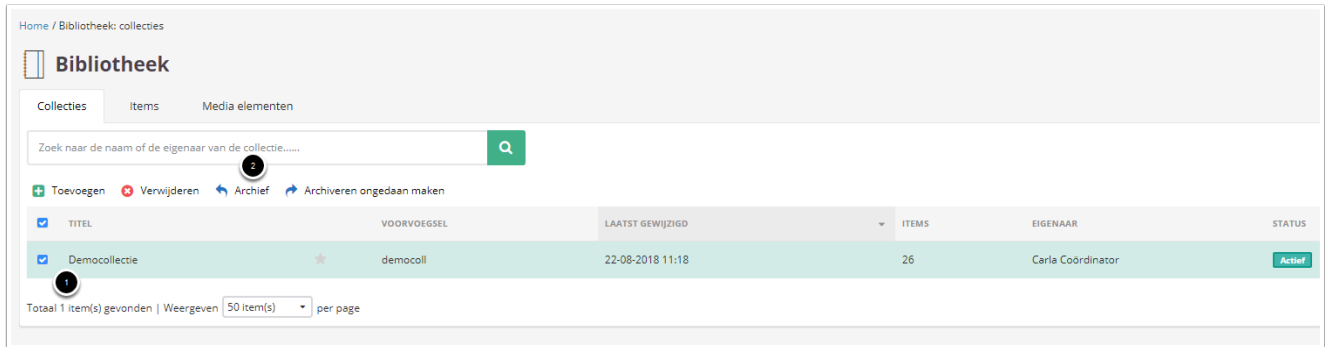 Home / Bibliotheek: collecties
Bibliotheek
Collecties Items Media elementen
Zoek naar de naam of de eigenaar van de collectie......
2
Toevoegen Verwijderen Archief Archiveren ongedaan maken
TITEL VOORVOEGSEL LAATST GEWIJZIGD ITEMS EIGENAAR STATUS
Democollectie democoll 22-08-2018 11:18 26 Carla Coördinator Actief
1
Totaal 1 item(s) gevonden | Weergeven 50 item(s) per page